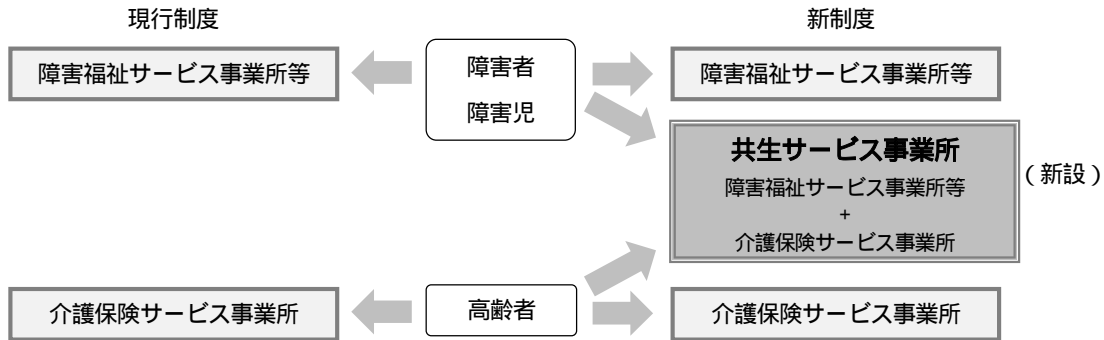 現行制度
新制度
障害福祉サービス事業所等
障害者
障害児
障害福祉サービス事業所等
共生サービス事業所
障害福祉サービス事業所等
+
介護保険サービス事業所
(新設)
介護保険サービス事業所
高齢者
介護保険サービス事業所